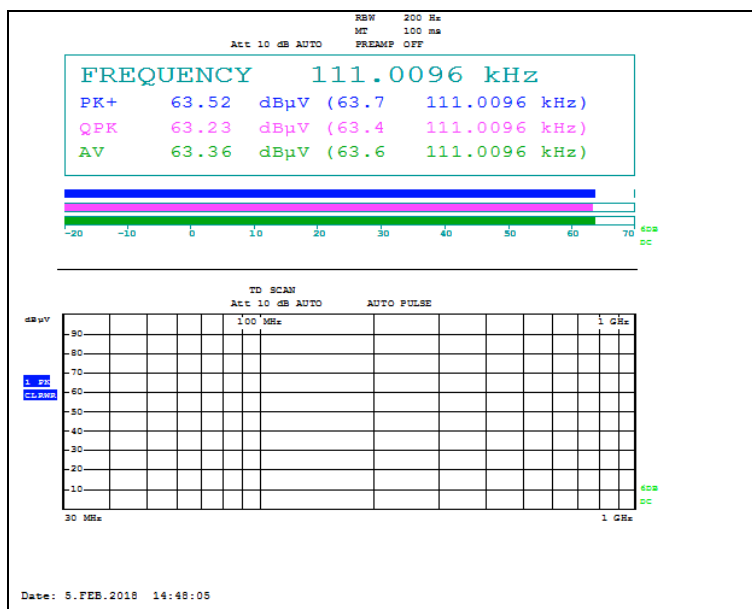 RBW 200 Hz
MT 100 ms
Att 10 dB AUTO PREAMP OFF
FREQUENCY 111.0096 kHz
PK+ 63.52 dBµV (63.7 111.0096 kHz)
QPK 63.23 dBµV (63.4 111.0096 kHz)
AV 63.36 dBµV (63.6 111.0096 kHz)
-20 -10 0 10 20 30 40 50 60 70
6DB
DC
TD SCAN
Att 10 dB AUTO AUTO PULSE
dBµV
100 MHz 1 GHz
90
80
70
1 PK
60
CLRWR
50
40
30
20
10
6DB
DC
30 MHz 1 GHz
Date: 5.FEB.2018 14:48:05